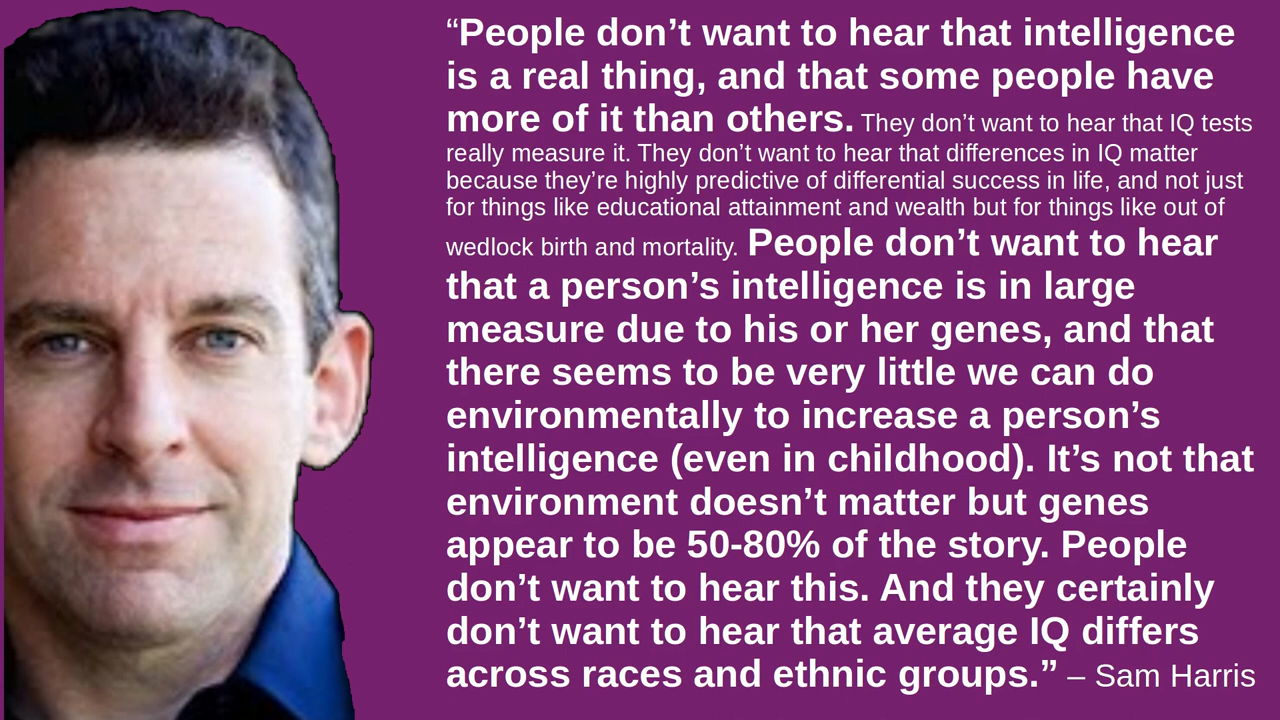 “People don’t want to hear that intelligence
is a real thing, and that some people have
more of it than others. They don’t want to hear that IQ tests
really measure it. They don’t want to hear that differences in IQ matter
because they’re highly predictive of differential success in life, and not just
for things like educational attainment and wealth but for things like out of
wedlock birth and mortality. People don’t want to hear
that a person’s intelligence is in large
measure due to his or her genes, and that
there seems to be very little we can do
environmentally to increase a person’s
intelligence (even in childhood). It’s not that
environment doesn’t matter but genes
appear to be 50-80% of the story. People
don’t want to hear this. And they certainly
don’t want to hear that average IQ differs
across races and ethnic groups.” – Sam Harris